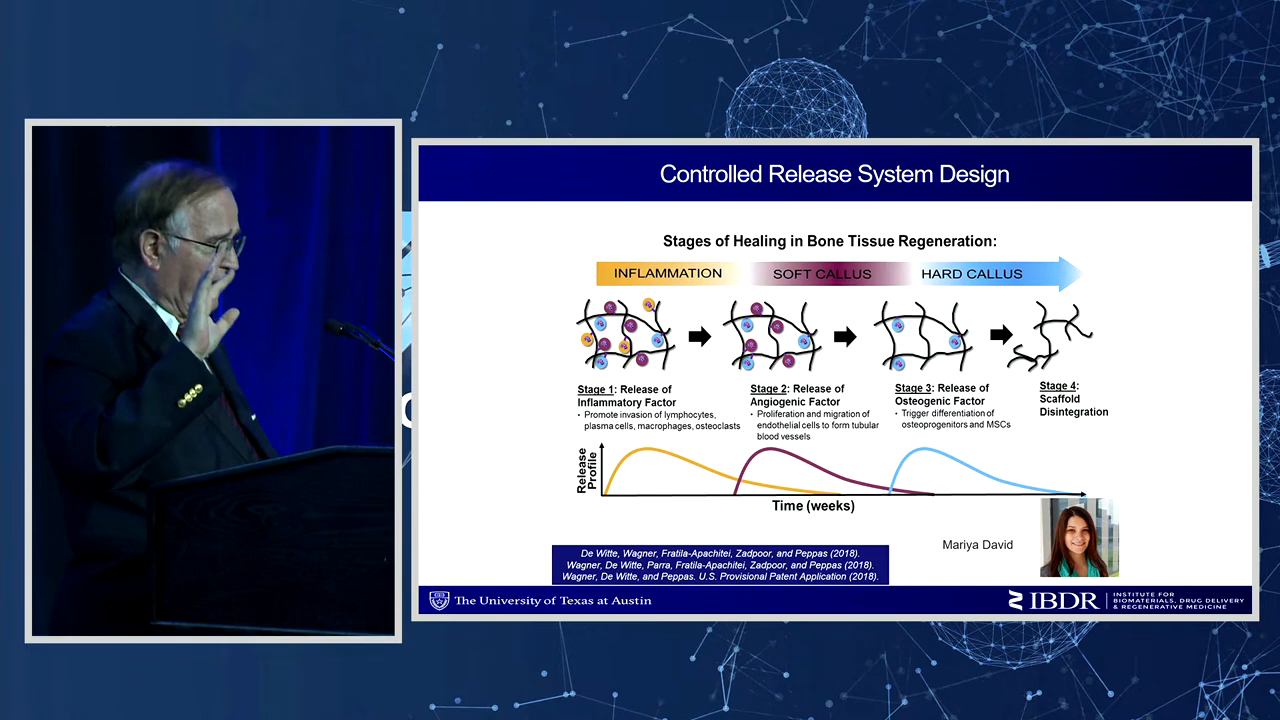 Controlled Release System Design
Stages of Healing in Bone Tissue Regeneration:
INFLAMMATION
SOFT CALLUS
HARD CALLUS
Stage 1: Release of
Inflammatory Factor
• Promote invasion of lymphocytes,
plasma cells, macrophages, osteoclasts
Stage 2: Release of
Angiogenic Factor
• Proliferation and migration of
endothelial cells to form tubular
blood vessels
Stage 3: Release of
Osteogenic Factor
• Trigger differentiation of
osteoprogenitors and MSCs
Stage 4:
Scaffold
Disintegration
Release
Profile
Time (weeks)
Mariya David
De Witte, Wagner, Fratila-Apachitei, Zadpoor, and Peppas (2018).
Wagner, De Witte, Parra, Fratila-Apachitei, Zadpoor, and Peppas (2018).
Wagner, De Witte, and Peppas. U.S. Provisional Patent Application (2018).
The University of Texas at Austin
IBDR
INSTITUTE FOR
BIOMATERIALS, DRUG DELIVERY
& REGENERATIVE MEDICINE